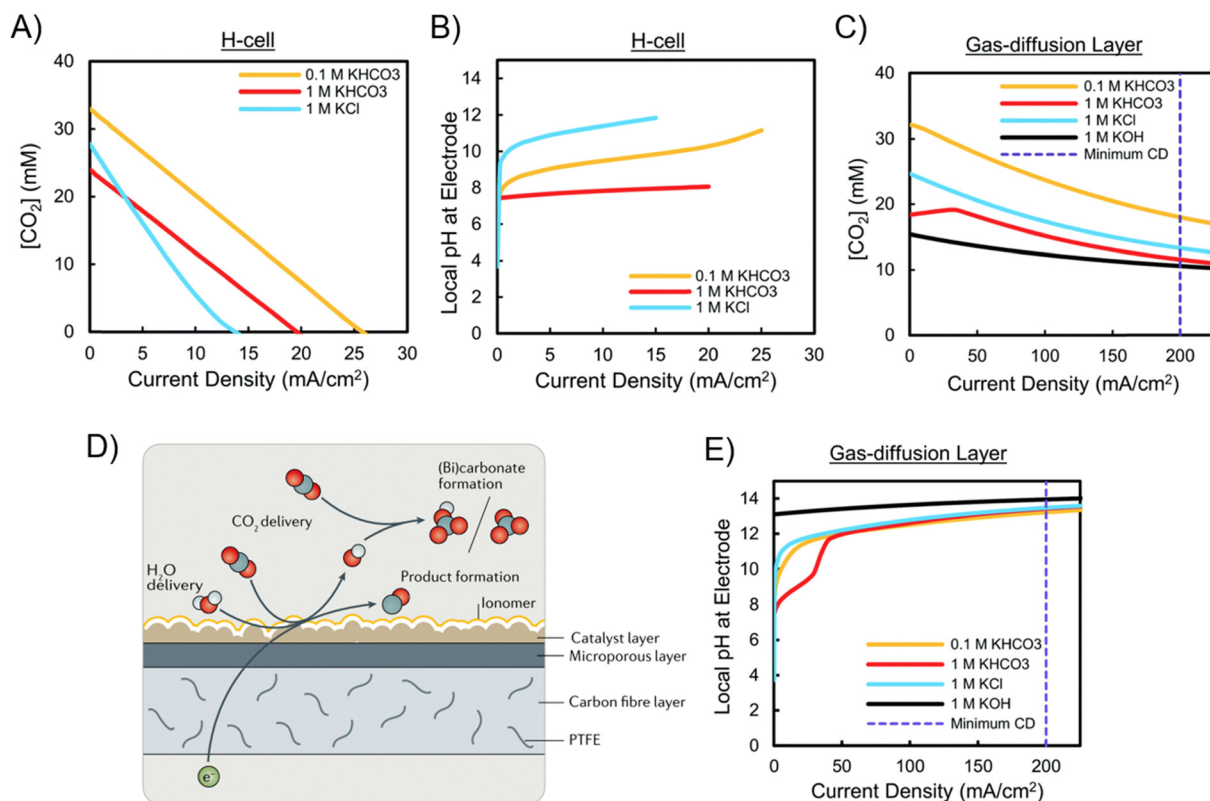 A)
H-cell
[CO2] (mM)
40
30
20
10
0
0.1 M KHCO3
1 M KHCO3
1 M KCl
0 5 10 15 20 25 30
Current Density (mA/cm2)
B)
H-cell
Local pH at Electrode
14
12
10
8
6
4
2
0
0.1 M KHCO3
1 M KHCO3
1 M KCl
0 5 10 15 20 25 30
Current Density (mA/cm2)
C)
Gas-diffusion Layer
[CO2] (mM)
40
30
20
10
0
0.1 M KHCO3
1 M KHCO3
1 M KCl
1 M KOH
Minimum CD
0 50 100 150 200
Current Density (mA/cm2)
D)
(Bi)carbonate
formation
CO2 delivery
H2O
delivery
Product formation
Ionomer
Catalyst layer
Microporous layer
Carbon fibre layer
PTFE
e-
E)
Gas-diffusion Layer
Local pH at Electrode
14
12
10
8
6
4
2
0
0.1 M KHCO3
1 M KHCO3
1 M KCl
1 M KOH
Minimum CD
0 50 100 150 200
Current Density (mA/cm2)